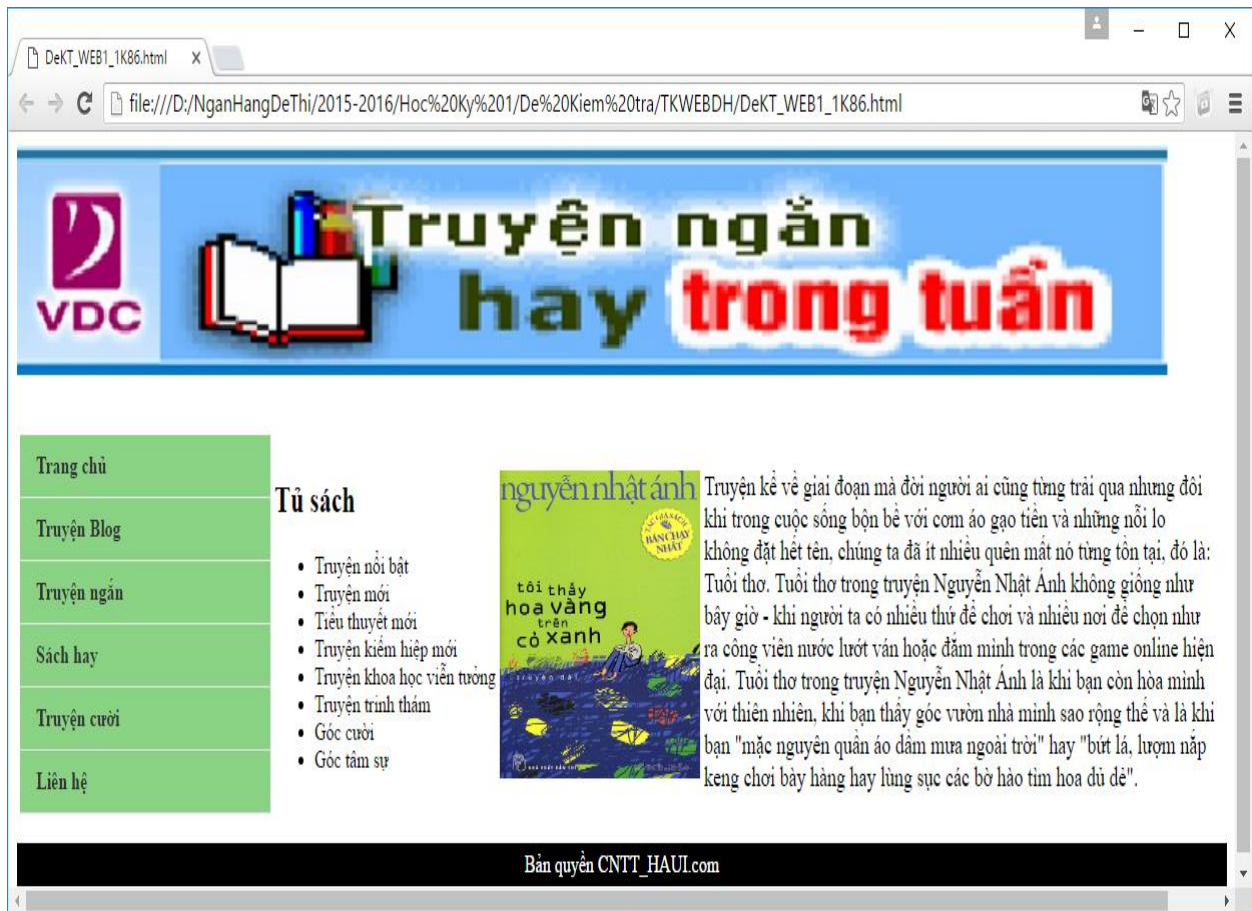 DeKT_WEB1_1K86.html
file:///D:/NganHangDeThi/2015-2016/Hoc%20Ky%201/De%20Kiem%20tra/TKWEBDH/DeKT_WEB1_1K86.html
VDC
Truyện ngắn
hay trong tuần
Trang chủ
Truyện Blog
Truyện ngắn
Sách hay
Truyện cười
Liên hệ
Tủ sách
Truyện nổi bật
Truyện mới
Tiểu thuyết mới
Truyện kiếm hiệp mới
Truyện khoa học viễn tưởng
Truyện trinh thám
Góc cười
Góc tâm sự
nguyễn nhật ánh
TÁC GIẢ SÁCH
BÁN CHẠY
NHẤT
tôi thấy
hoa vàng
trên
cỏ xanh
truyện dài
Truyện kể về giai đoạn mà đời người ai cũng từng trải qua nhưng đôi
khi trong cuộc sống bộn bề với cơm áo gạo tiền và những nỗi lo
không đặt hết tên, chúng ta đã ít nhiều quên mất nó từng tồn tại, đó là:
Tuổi thơ. Tuổi thơ trong truyện Nguyễn Nhật Ánh không giống như
bây giờ - khi người ta có nhiều thứ để chơi và nhiều nơi để chọn như
ra công viên nước lướt ván hoặc đắm mình trong các game online hiện
đại. Tuổi thơ trong truyện Nguyễn Nhật Ánh là khi bạn còn hòa mình
với thiên nhiên, khi bạn thấy góc vườn nhà mình sao rộng thế và là khi
bạn "mặc nguyên quần áo dầm mưa ngoài trời" hay "bứt lá, lượm nắp
keng chơi bày hàng hay lùng sục các bờ hào tìm hoa dủ dẻ".
Bản quyền CNTT_HAUI.com